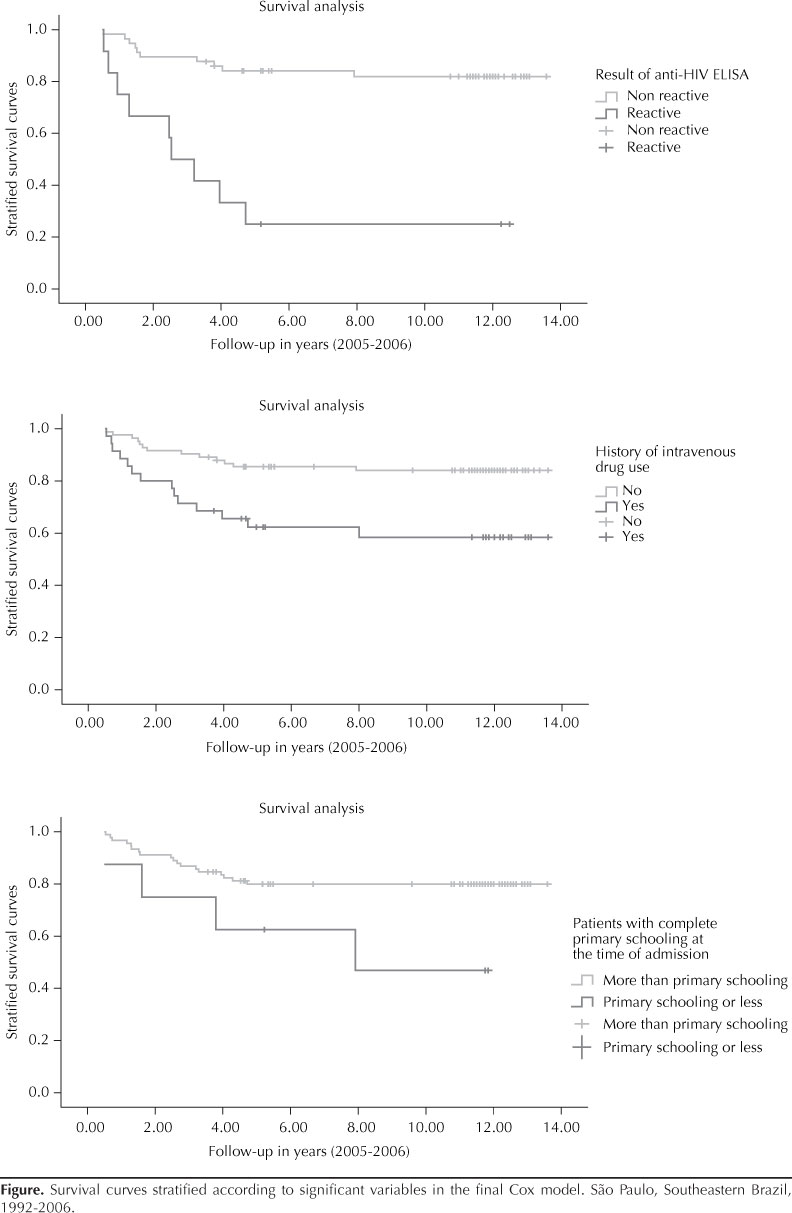 Survival analysis
Stratified survival curves
1.0
0.8
0.6
0.4
0.2
0.0
0.00 2.00 4.00 6.00 8.00 10.00 12.00 14.00
Follow-up in years (2005-2006)
Result of anti-HIV ELISA
Non reactive
Reactive
Non reactive
Reactive
Survival analysis
Stratified survival curves
1.0
0.8
0.6
0.4
0.2
0.0
0.00 2.00 4.00 6.00 8.00 10.00 12.00 14.00
Follow-up in years (2005-2006)
History of intravenous
drug use
No
Yes
No
Yes
Survival analysis
Stratified survival curves
1.0
0.8
0.6
0.4
0.2
0.0
0.00 2.00 4.00 6.00 8.00 10.00 12.00 14.00
Follow-up in years (2005-2006)
Patients with complete
primary schooling at
the time of admission
More than primary schooling
Primary schooling or less
More than primary schooling
Primary schooling or less
Figure. Survival curves stratified according to significant variables in the final Cox model. São Paulo, Southeastern Brazil,
1992-2006.